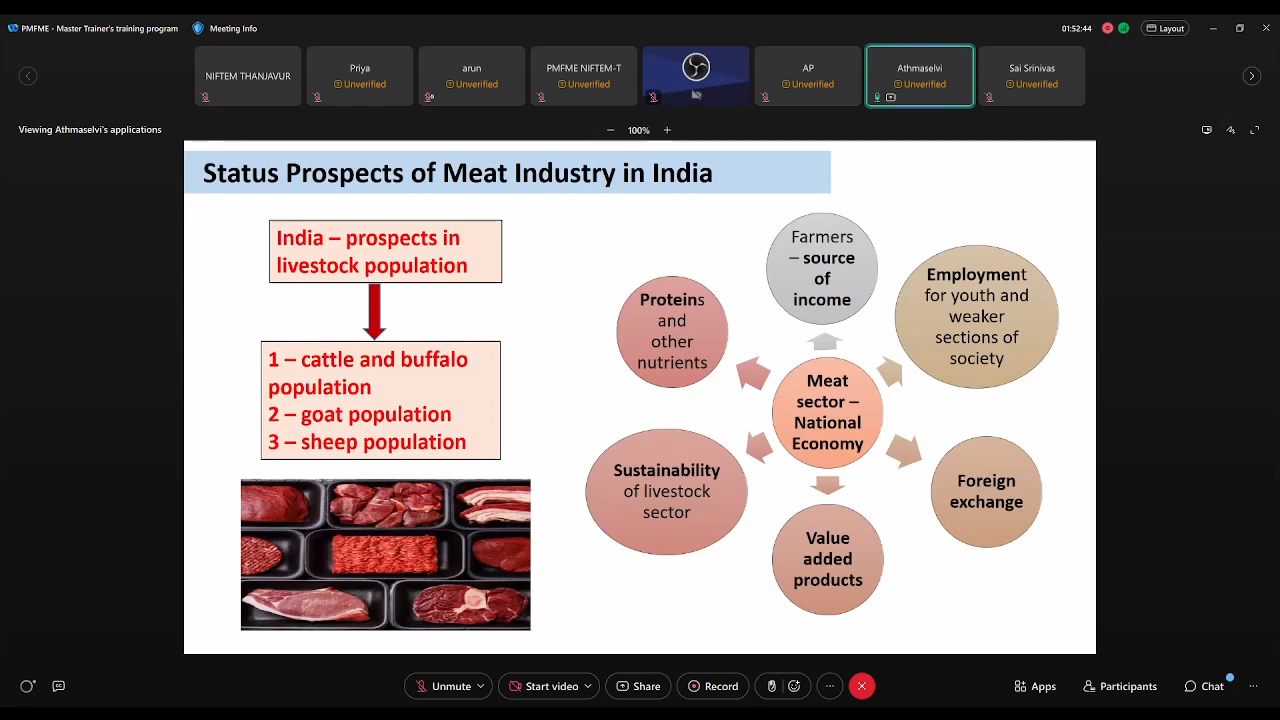 PMFME - Master Trainer's training program
Meeting Info
01:52:44
Layout
NIFTEM THANJAVUR
Priya
Unverified
arun
Unverified
PMFME NIFTEM-T
Unverified
AP
Unverified
Athmaselvi
Unverified
Sai Srinivas
Unverified
Viewing Athmaselvi's applications
100%
Status Prospects of Meat Industry in India
India – prospects in
livestock population
1 – cattle and buffalo
population
2 – goat population
3 – sheep population
Farmers
– source
of
income
Employment
for youth and
weaker
sections of
society
Proteins
and
other
nutrients
Meat
sector –
National
Economy
Sustainability
of livestock
sector
Foreign
exchange
Value
added
products
Unmute
Start video
Share
Record
Apps
Participants
Chat